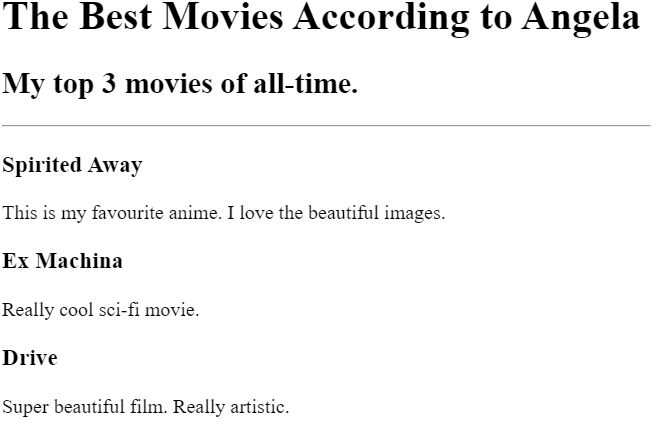 The Best Movies According to Angela
My top 3 movies of all-time.
Spirited Away
This is my favourite anime. I love the beautiful images.
Ex Machina
Really cool sci-fi movie.
Drive
Super beautiful film. Really artistic.